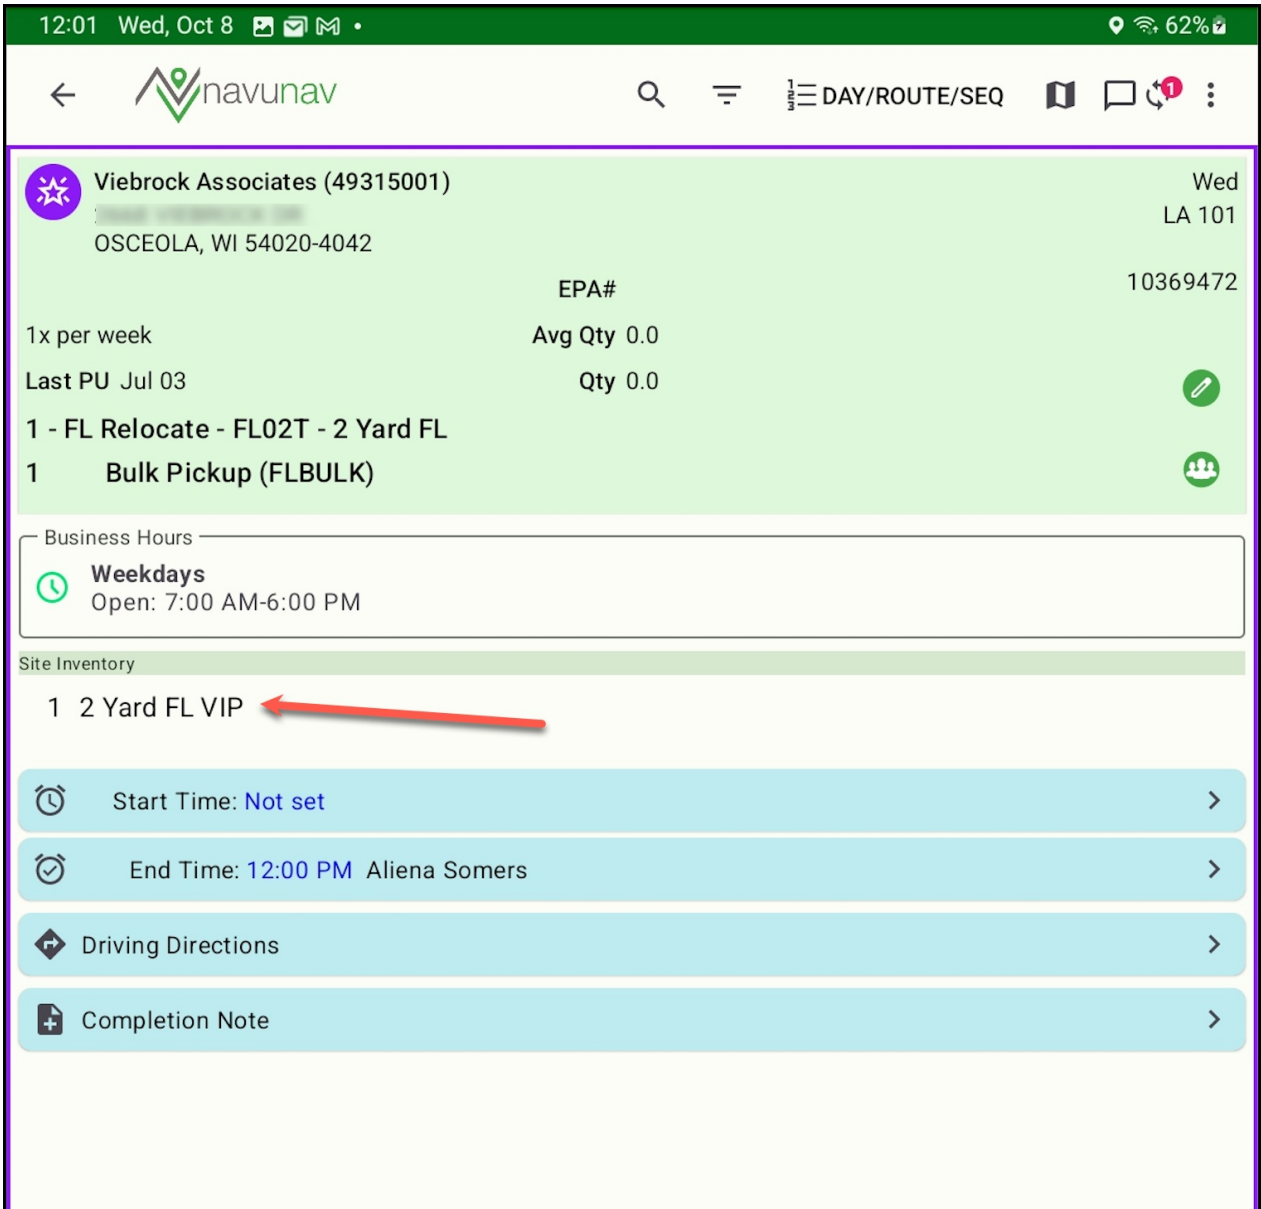 12:01 Wed, Oct 8 62%
navunav DAY/ROUTE/SEQ 1
Viebrock Associates (49315001) Wed
LA 101
OSCEOLA, WI 54020-4042
EPA# 10369472
1x per week Avg Qty 0.0
Last PU Jul 03 Qty 0.0
1 - FL Relocate - FL02T - 2 Yard FL
1 Bulk Pickup (FLBULK)
Business Hours
Weekdays
Open: 7:00 AM-6:00 PM
Site Inventory
1 2 Yard FL VIP
Start Time: Not set
End Time: 12:00 PM Aliena Somers
Driving Directions
Completion Note